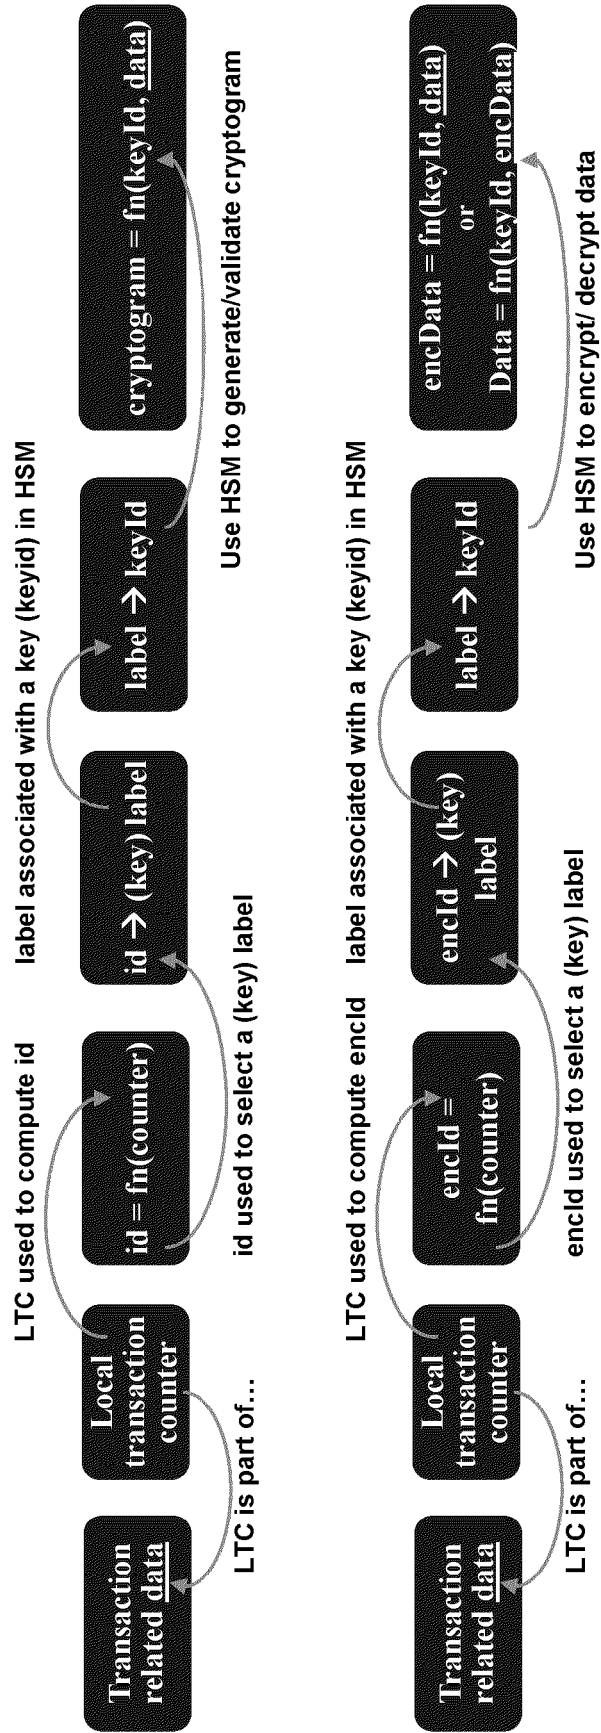 LTC used to compute id
label associated with a key (keyid) in HSM
Transaction
related data
Local
transaction
counter
id = fn(counter)
id → (key) label
label → keyId
cryptogram = fn(keyId, data)
LTC is part of...
id used to select a (key) label
Use HSM to generate/validate cryptogram
LTC used to compute encId
label associated with a key (keyid) in HSM
Transaction
related data
Local
transaction
counter
encId =
fn(counter)
encId → (key)
label
label → keyId
encData = fn(keyId, data)
or
Data = fn(keyId, encData)
LTC is part of...
encId used to select a (key) label
Use HSM to encrypt/ decrypt data